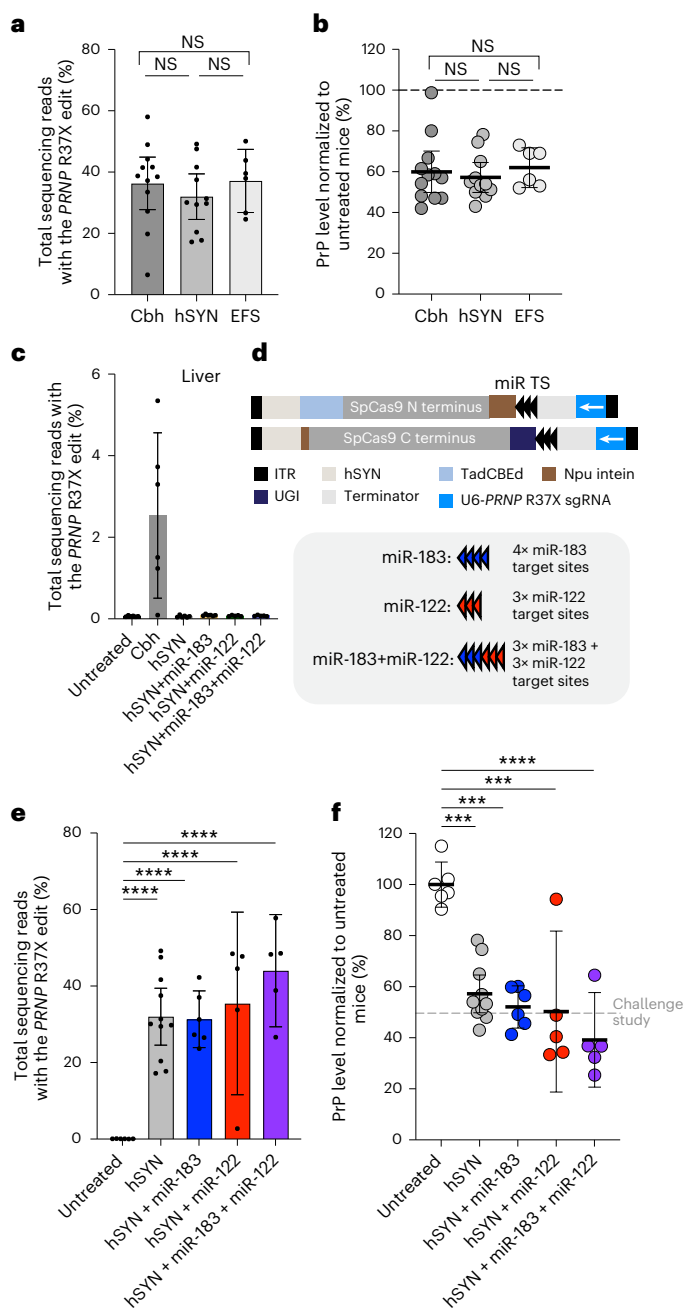 a
NS
NS NS
Total sequencing reads
with the PRNP R37X edit (%)
80
60
40
20
0
Cbh hSYN EFS
b
NS
NS NS
PrP level normalized to
untreated mice (%)
120
100
80
60
40
20
0
Cbh hSYN EFS
c
Liver
Total sequencing reads with
the PRNP R37X edit (%)
6
4
2
0
Untreated
Cbh
hSYN
hSYN+miR-183
hSYN+miR-122
hSYN+miR-183+miR-122
d
miR TS
SpCas9 N terminus
SpCas9 C terminus
ITR hSYN TadCBEd Npu intein
UGI Terminator U6-PRNP R37X sgRNA
miR-183: 4× miR-183
target sites
miR-122: 3× miR-122
target sites
miR-183+miR-122: 3× miR-183 +
3× miR-122
target sites
e
****
****
****
****
Total sequencing reads
with the PRNP R37X edit (%)
80
60
40
20
0
Untreated
hSYN
hSYN + miR-183
hSYN + miR-122
hSYN + miR-183 + miR-122
f
****
***
***
***
PrP level normalized to untreated
mice (%)
120
100
80
60
40
20
0
Challenge
study
Untreated
hSYN
hSYN + miR-183
hSYN + miR-122
hSYN + miR-183 + miR-122